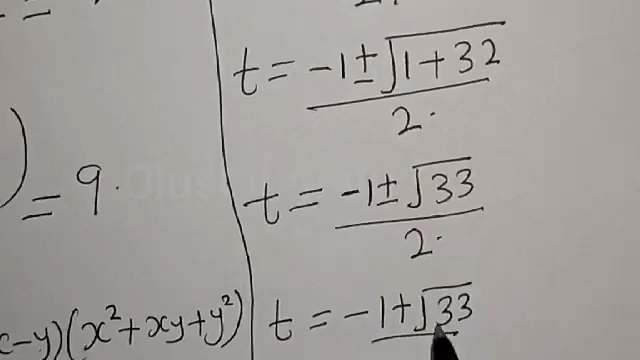 ) = 9.
x-y)(x²+xy+y²)
t = -1±√(1+32)/2.
t = -1±√33/2.
t = -1+√33